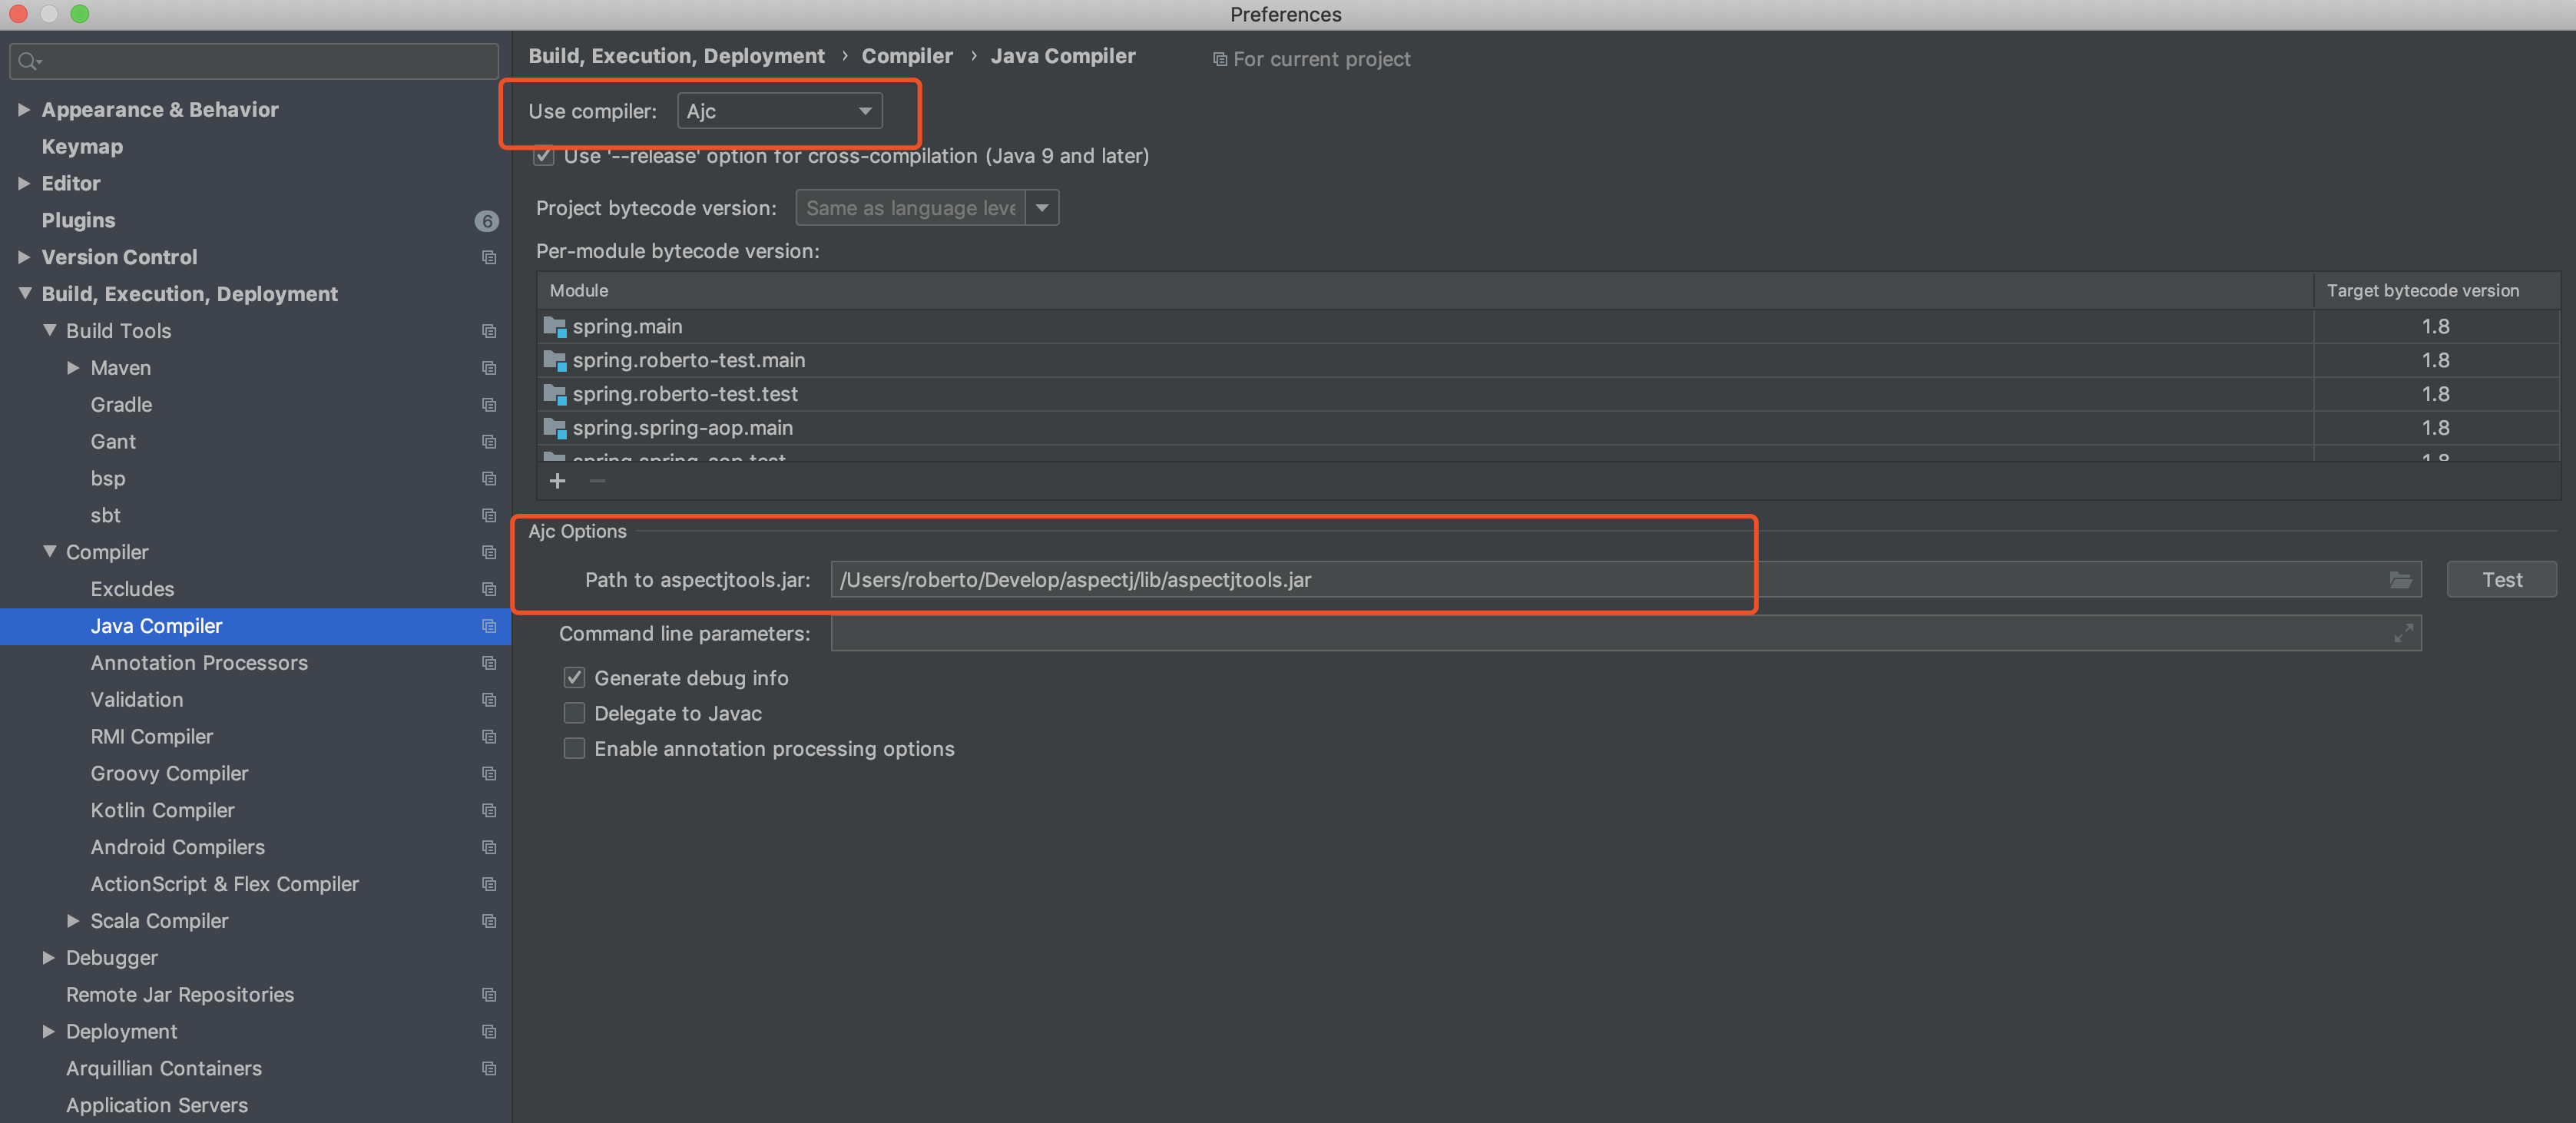 Preferences
Appearance & Behavior
Keymap
Editor
Plugins 6
Version Control
Build, Execution, Deployment
Build Tools
Maven
Gradle
Gant
bsp
sbt
Compiler
Excludes
Java Compiler
Annotation Processors
Validation
RMI Compiler
Groovy Compiler
Kotlin Compiler
Android Compilers
ActionScript & Flex Compiler
Scala Compiler
Debugger
Remote Jar Repositories
Deployment
Arquillian Containers
Application Servers
Build, Execution, Deployment › Compiler › Java Compiler For current project
Use compiler: Ajc
Use '--release' option for cross-compilation (Java 9 and later)
Project bytecode version: Same as language leve
Per-module bytecode version:
Module Target bytecode version
spring.main 1.8
spring.roberto-test.main 1.8
spring.roberto-test.test 1.8
spring.spring-aop.main 1.8
spring.spring-aop.test 1.8
Ajc Options
Path to aspectjtools.jar: /Users/roberto/Develop/aspectj/lib/aspectjtools.jar Test
Command line parameters:
Generate debug info
Delegate to Javac
Enable annotation processing options